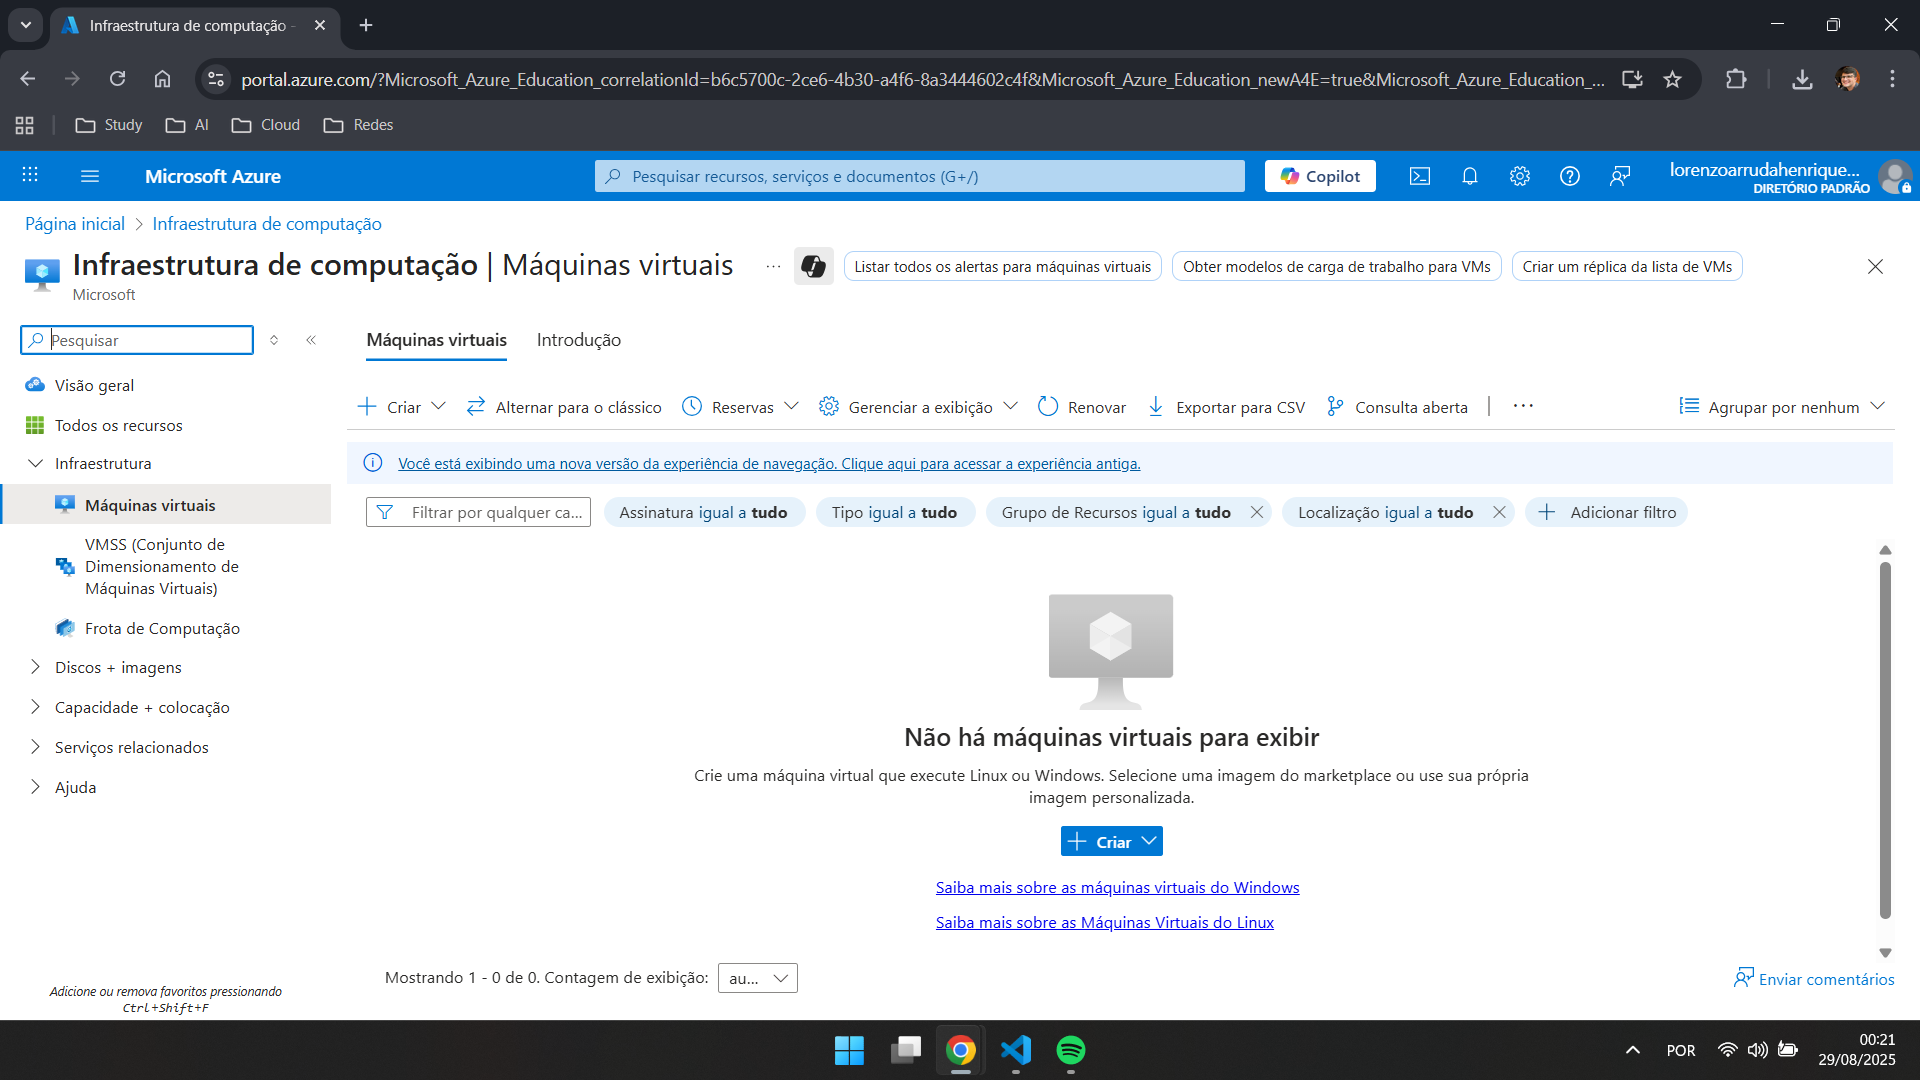 Infraestrutura de computação -
portal.azure.com/?Microsoft_Azure_Education_correlationId=b6c5700c-2ce6-4b30-a4f6-8a3444602c4f&Microsoft_Azure_Education_newA4E=true&Microsoft_Azure_Education_...
Study
AI
Cloud
Redes
Microsoft Azure
Pesquisar recursos, serviços e documentos (G+/)
Copilot
lorenzoarrudahenrique...
DIRETÓRIO PADRÃO
Página inicial
Infraestrutura de computação
Infraestrutura de computação | Máquinas virtuais
...
Listar todos os alertas para máquinas virtuais
Obter modelos de carga de trabalho para VMs
Criar um réplica da lista de VMs
Microsoft
Pesquisar
Visão geral
Todos os recursos
Infraestrutura
Máquinas virtuais
VMSS (Conjunto de
Dimensionamento de
Máquinas Virtuais)
Frota de Computação
Discos + imagens
Capacidade + colocação
Serviços relacionados
Ajuda
Adicione ou remova favoritos pressionando
Ctrl+Shift+F
Máquinas virtuais
Introdução
Criar
Alternar para o clássico
Reservas
Gerenciar a exibição
Renovar
Exportar para CSV
Consulta aberta
...
Agrupar por nenhum
Você está exibindo uma nova versão da experiência de navegação. Clique aqui para acessar a experiência antiga.
Filtrar por qualquer ca...
Assinatura igual a tudo
Tipo igual a tudo
Grupo de Recursos igual a tudo
Localização igual a tudo
Adicionar filtro
Não há máquinas virtuais para exibir
Crie uma máquina virtual que execute Linux ou Windows. Selecione uma imagem do marketplace ou use sua própria
imagem personalizada.
Criar
Saiba mais sobre as máquinas virtuais do Windows
Saiba mais sobre as Máquinas Virtuais do Linux
Mostrando 1 - 0 de 0. Contagem de exibição:
au...
Enviar comentários
POR
00:21
29/08/2025